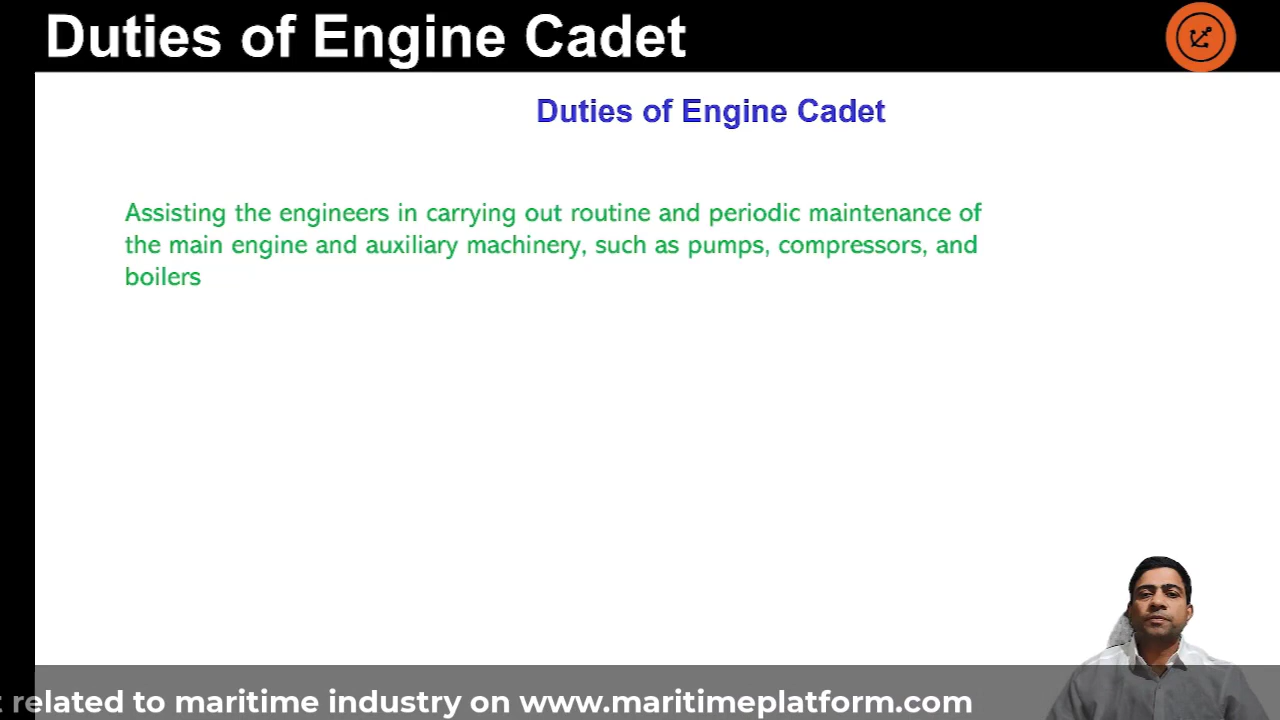 Duties of Engine Cadet
Duties of Engine Cadet
Assisting the engineers in carrying out routine and periodic maintenance of
the main engine and auxiliary machinery, such as pumps, compressors, and
boilers
related to maritime industry on www.maritimeplatform.com